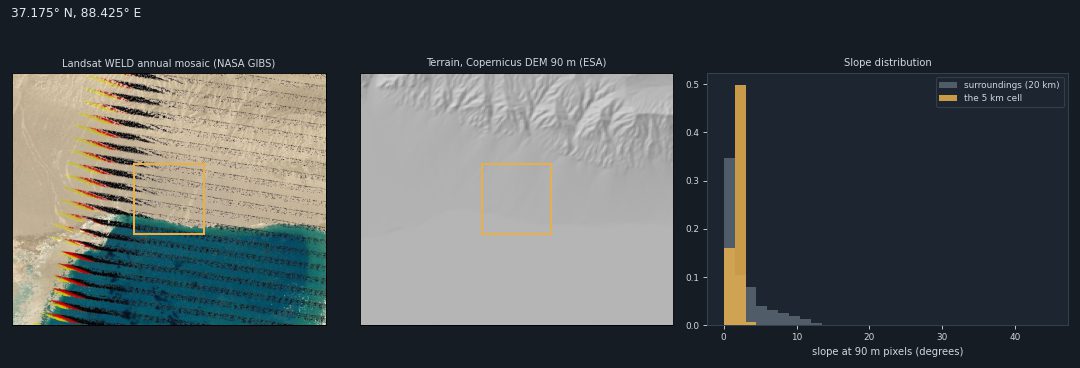 37.175° N, 88.425° E
Landsat WELD annual mosaic (NASA GIBS)
Terrain, Copernicus DEM 90 m (ESA)
Slope distribution
surroundings (20 km)
the 5 km cell
0.5
0.4
0.3
0.2
0.1
0.0
0 10 20 30 40
slope at 90 m pixels (degrees)